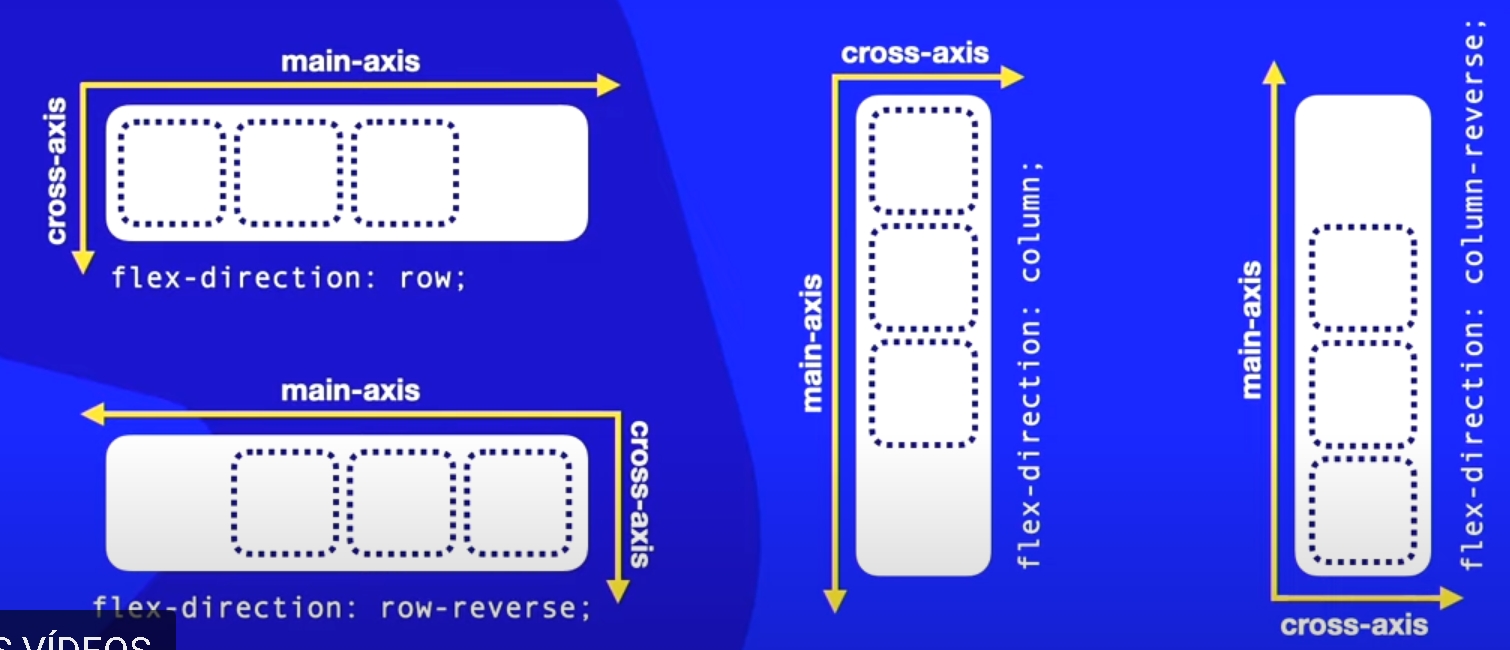 main-axis
cross-axis
flex-direction: row;
main-axis
cross-axis
flex-direction: row-reverse;
cross-axis
main-axis
flex-direction: column;
main-axis
cross-axis
flex-direction: column-reverse;
S VÍDEOS